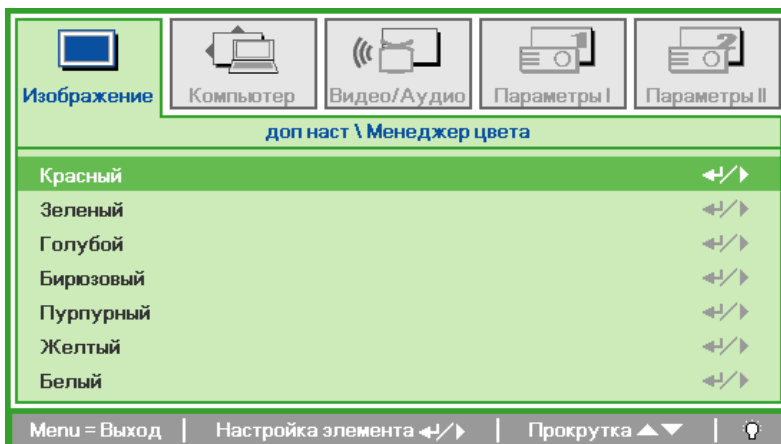 Изображение
Компьютер
Видео/Аудио
Параметры I
Параметры II
доп наст \ Менеджер цвета
Красный
Зеленый
Голубой
Бирюзовый
Пурпурный
Желтый
Белый
Menu = Выход | Настройка элемента ↵/▶ | Прокрутка ▲▼ |